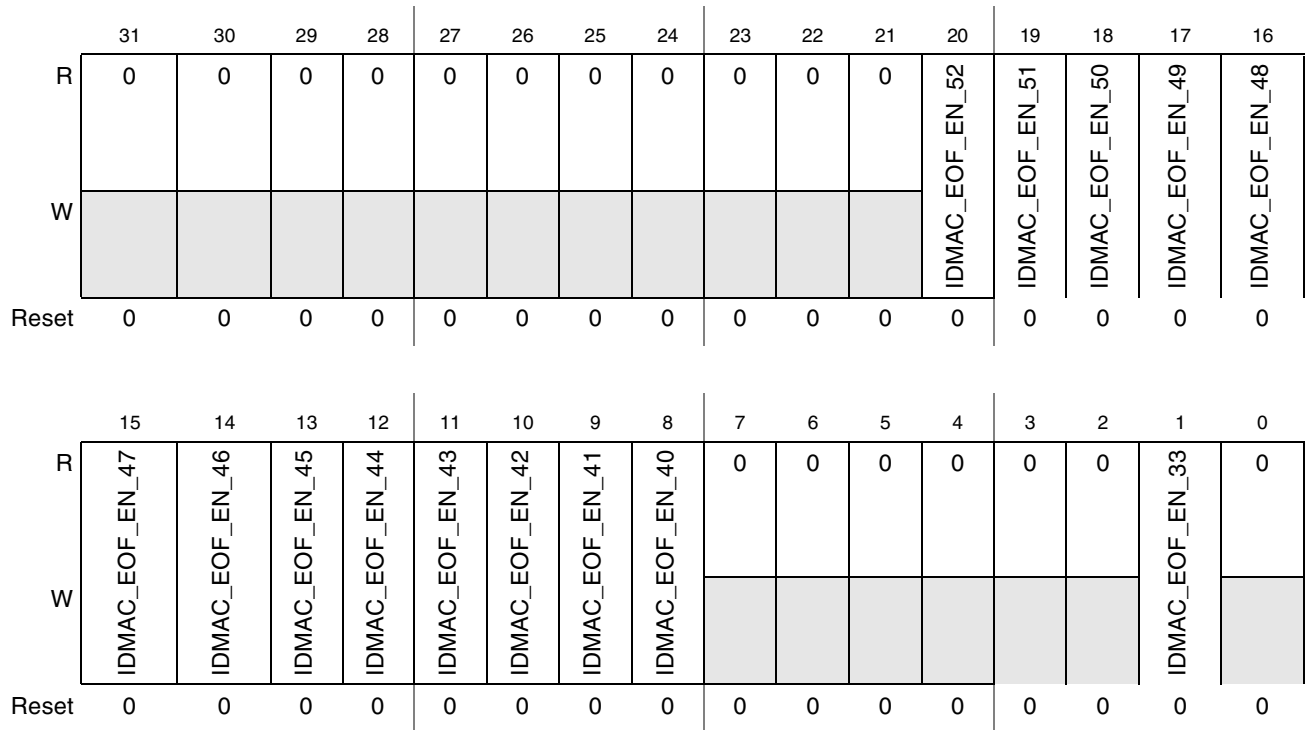 31 30 29 28 27 26 25 24 23 22 21 20 19 18 17 16
R 0 0 0 0 0 0 0 0 0 0 0 IDMAC_EOF_EN_52 IDMAC_EOF_EN_51 IDMAC_EOF_EN_50 IDMAC_EOF_EN_49 IDMAC_EOF_EN_48
W
Reset 0 0 0 0 0 0 0 0 0 0 0 0 0 0 0 0
15 14 13 12 11 10 9 8 7 6 5 4 3 2 1 0
R IDMAC_EOF_EN_47 IDMAC_EOF_EN_46 IDMAC_EOF_EN_45 IDMAC_EOF_EN_44 IDMAC_EOF_EN_43 IDMAC_EOF_EN_42 IDMAC_EOF_EN_41 IDMAC_EOF_EN_40 0 0 0 0 0 0 IDMAC_EOF_EN_33 0
W
Reset 0 0 0 0 0 0 0 0 0 0 0 0 0 0 0 0